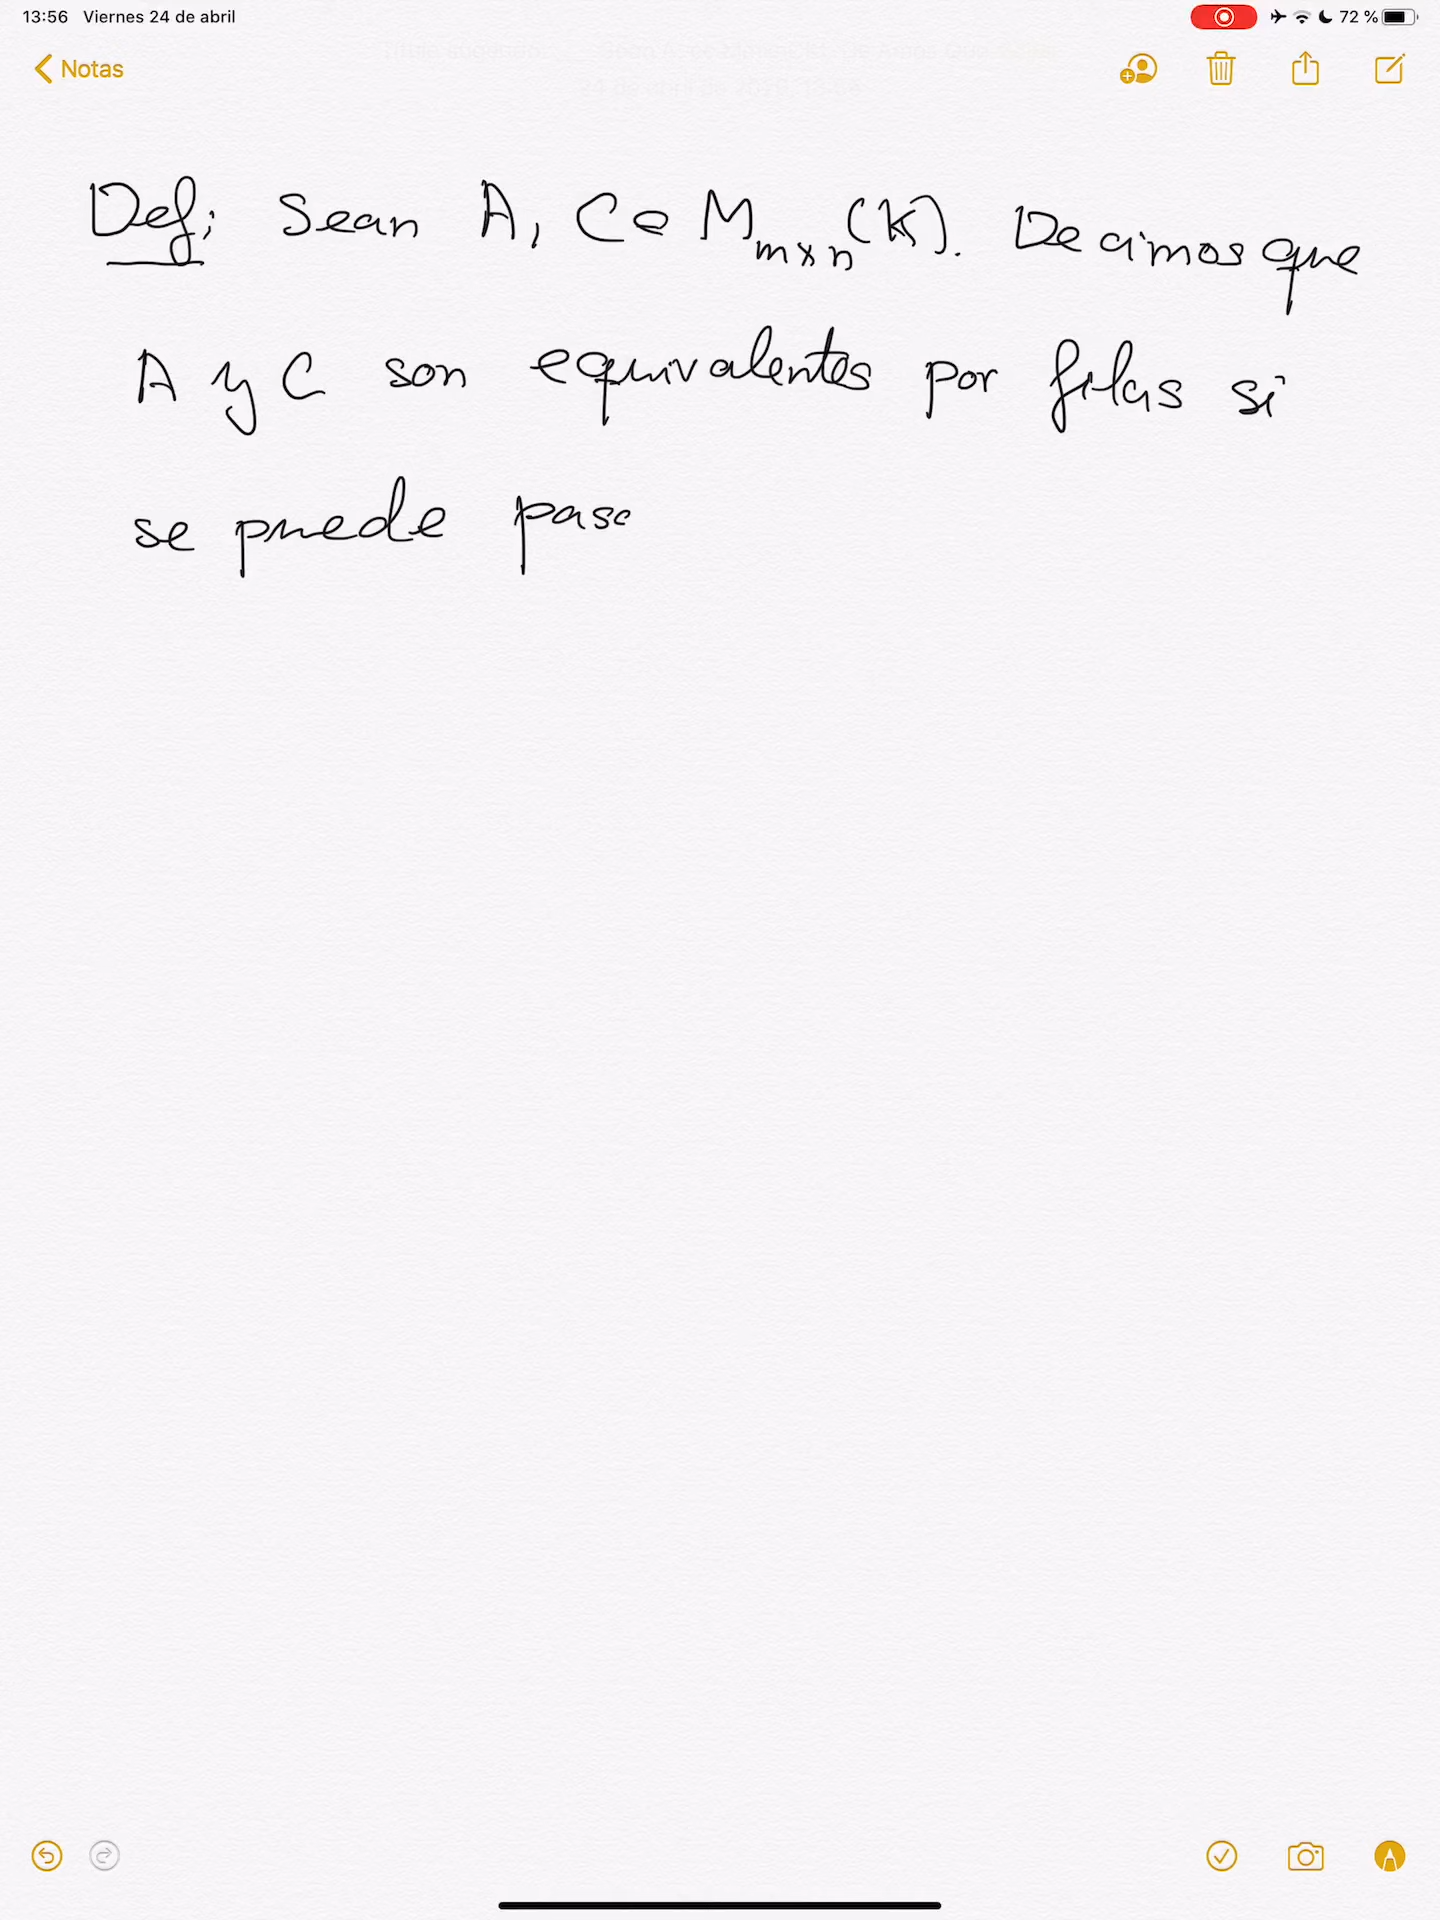 13:56 Viernes 24 de abril 72 %
Notas
Def: Sean A, C ∈ M_{m×n}(K). Decimos que
A y C son equivalentes por filas si
se puede pasa